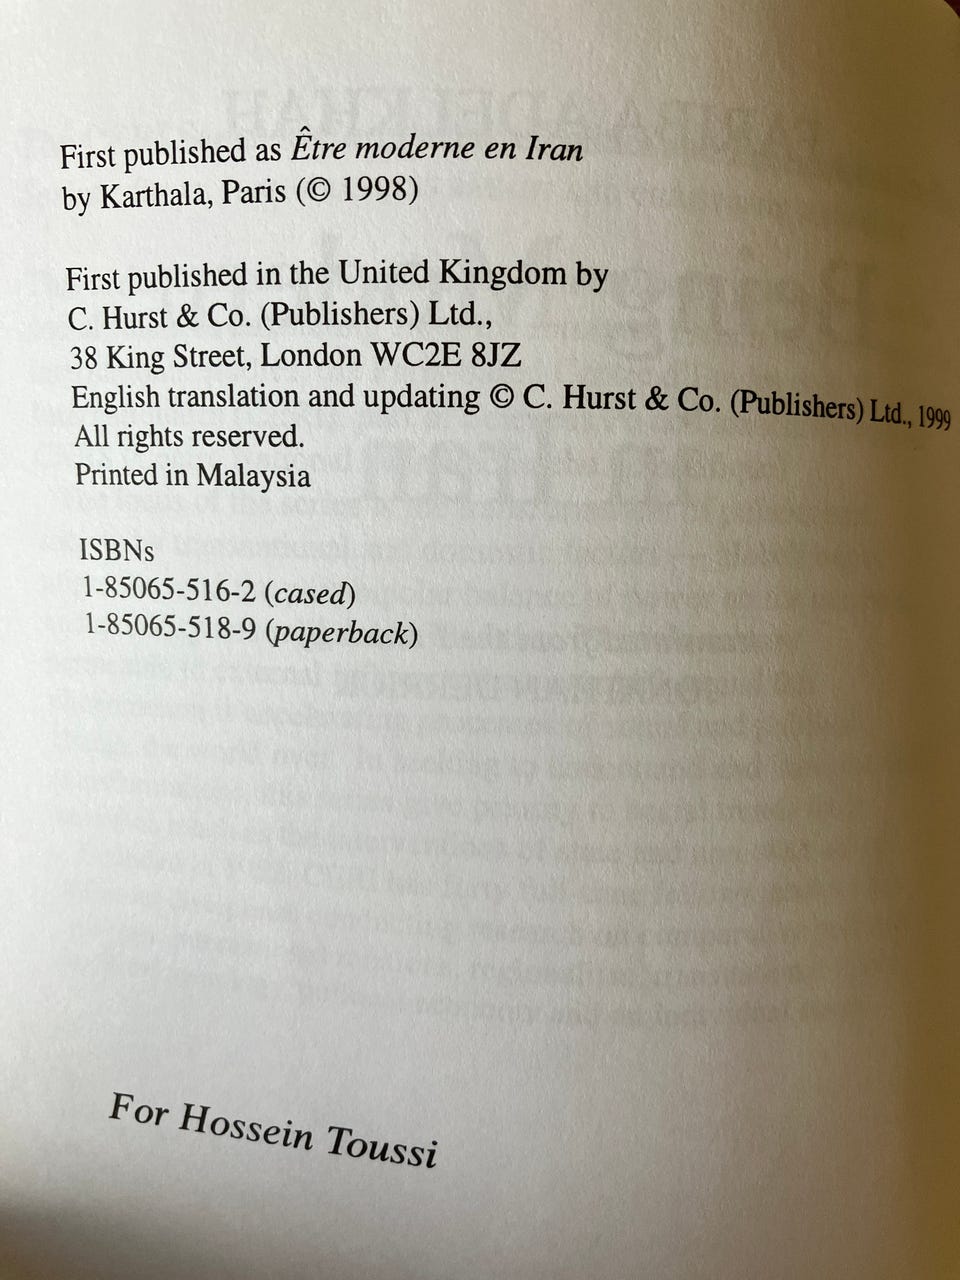 First published as Être moderne en Iran
by Karthala, Paris (© 1998)
First published in the United Kingdom by
C. Hurst & Co. (Publishers) Ltd.,
38 King Street, London WC2E 8JZ
English translation and updating © C. Hurst & Co. (Publishers) Ltd., 1999
All rights reserved.
Printed in Malaysia
ISBNs
1-85065-516-2 (cased)
1-85065-518-9 (paperback)
For Hossein Toussi